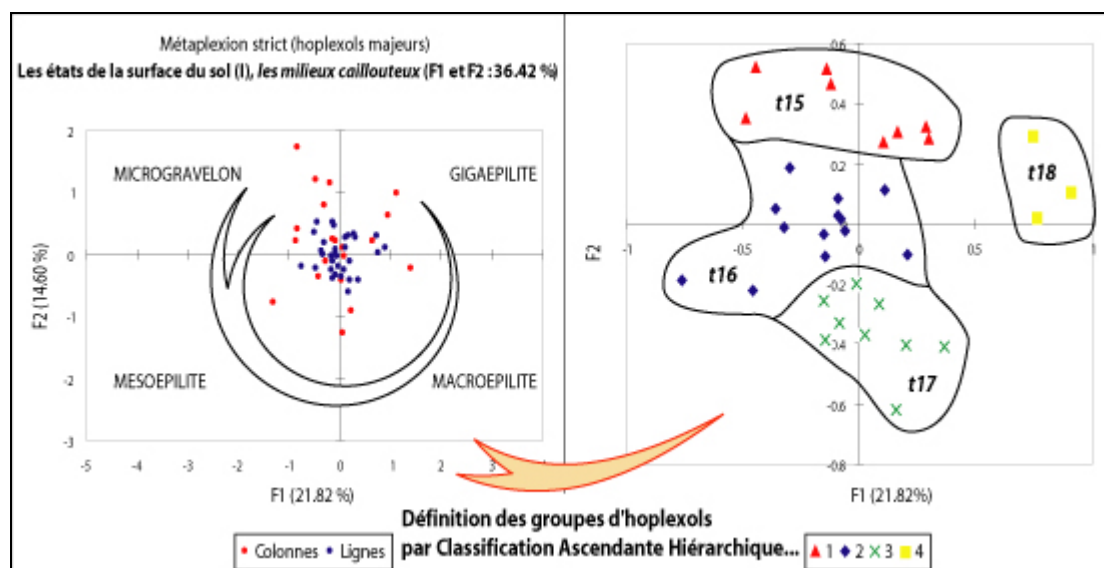 Métaplexion strict (hoplexols majeurs)
Les états de la surface du sol (I), les milieux caillouteux (F1 et F2 : 36.42 %)
2
1
0
-1
-2
-3
F2 (14.60 %)
MICROGRAVELON
GIGAEPILITE
MESOEPILITE
MACROEPILITE
-5 -4 -3 -2 -1 0 1 2 3
F1 (21.82 %)
Colonnes Lignes
0.6
0.4
0.2
0
-0.2
-0.4
-0.6
-0.8
F2
-1 -0.5 0 0.5 1
t15
t18
t16
t17
F1 (21.82%)
Définition des groupes d'hoplexols
par Classification Ascendante Hiérarchique...
1 2 3 4